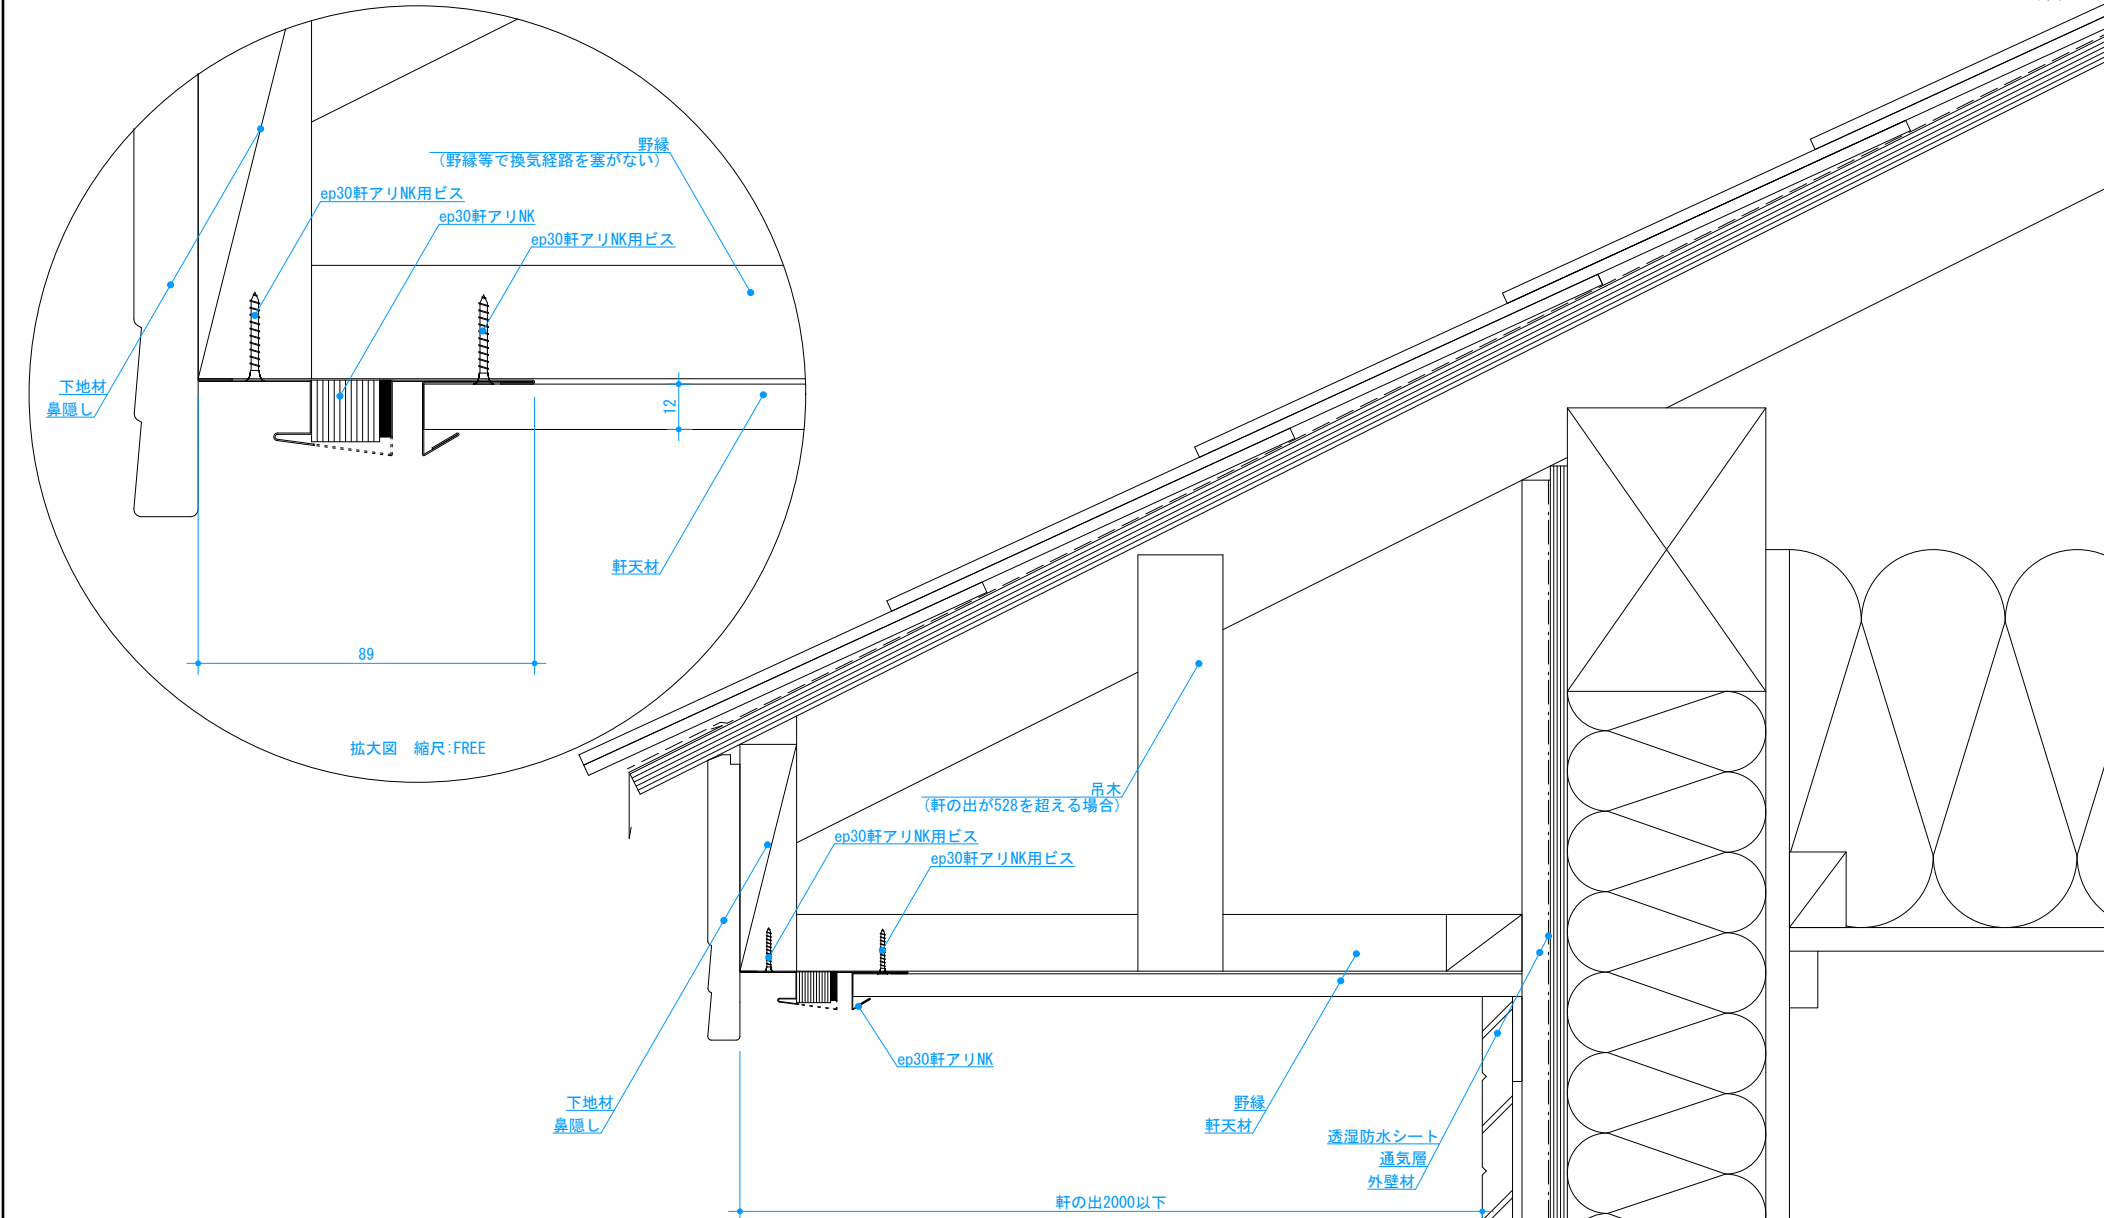 野縁
(野縁等で換気経路を塞がない)
ep30軒アリNK用ビス
ep30軒アリNK
ep30軒アリNK用ビス
下地材
鼻隠し
12
軒天材
89
拡大図 縮尺:FREE
吊木
(軒の出が528を超える場合)
ep30軒アリNK用ビス
ep30軒アリNK用ビス
ep30軒アリNK
下地材
鼻隠し
野縁
軒天材
透湿防水シート
通気層
外壁材
軒の出2000以下